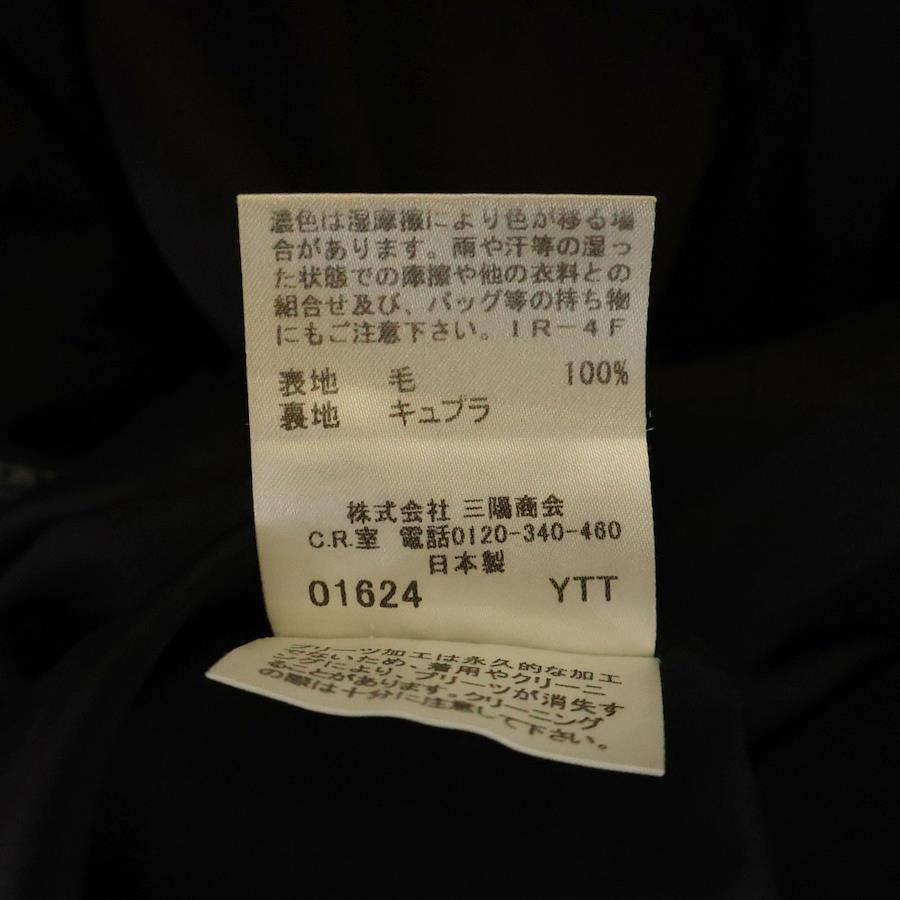 濃色は湿摩擦により色が移る場
合があります。雨や汗等の湿っ
た状態での摩擦や他の衣料との
組合せ及び、バッグ等の持ち物
にもご注意下さい。IR-4F
表地 毛 100%
裏地 キュプラ
株式会社 三陽商会
C.R.室 電話0120-340-460
日本製
01624 YTT
プリーツ加工は永久的な加工
でないため、着用やクリーニ
ングにより、プリーツが消失す
ることがあります。クリーニング
の際は十分に注意して下さい。